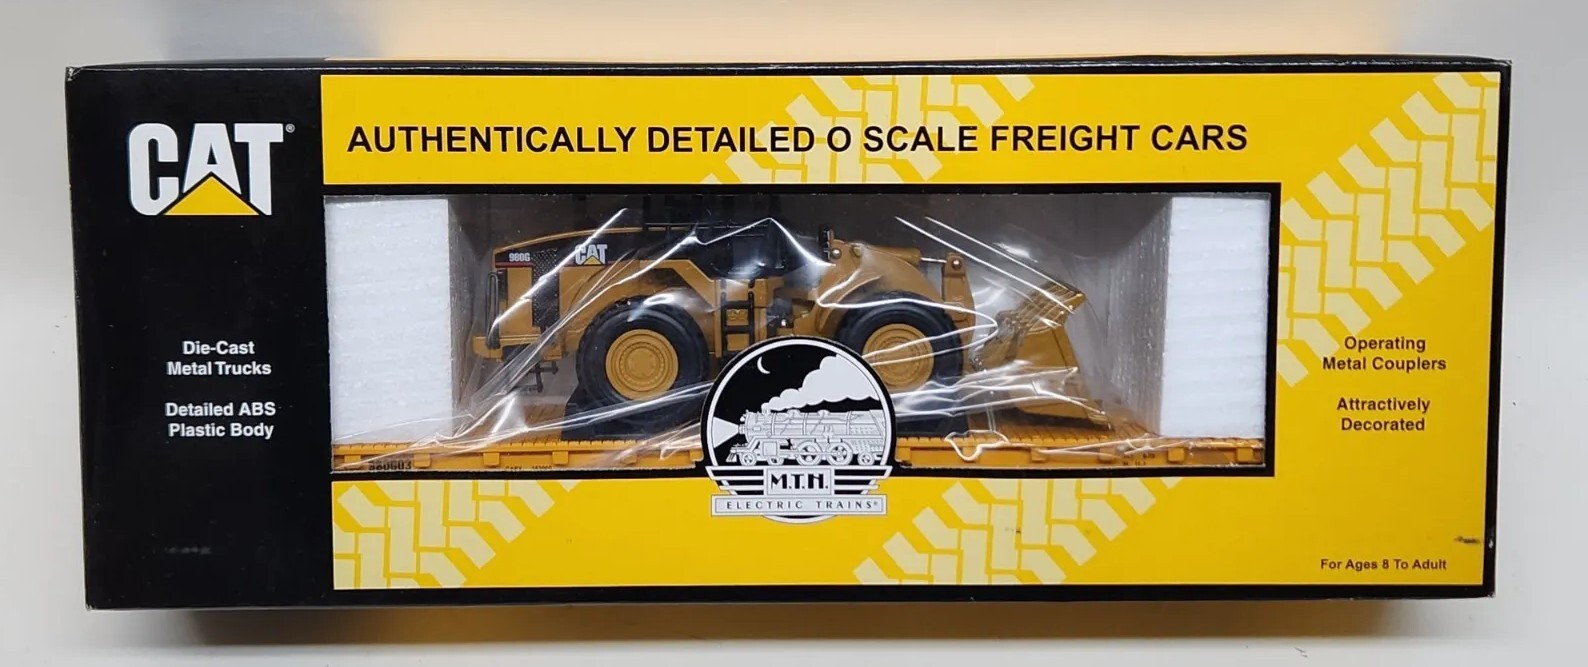 CAT®
AUTHENTICALLY DETAILED O SCALE FREIGHT CARS
980G
CAT
Die-Cast
Metal Trucks
Detailed ABS
Plastic Body
Operating
Metal Couplers
Attractively
Decorated
980603
M.T.H.
ELECTRIC TRAINS®
For Ages 8 To Adult